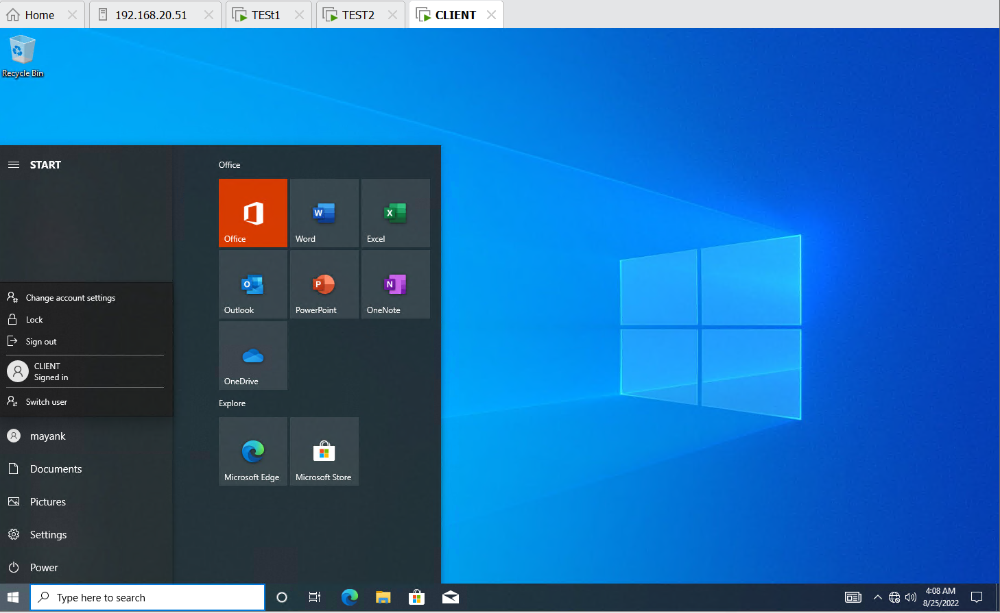 Home
192.168.20.51
TESt1
TEST2
CLIENT
Recycle Bin
START
Office
Office
W
Word
X
Excel
O
Outlook
P
PowerPoint
N
OneNote
OneDrive
Explore
Microsoft Edge
Microsoft Store
Change account settings
Lock
Sign out
CLIENT
Signed in
Switch user
mayank
Documents
Pictures
Settings
Power
Type here to search
4:08 AM
8/25/2022